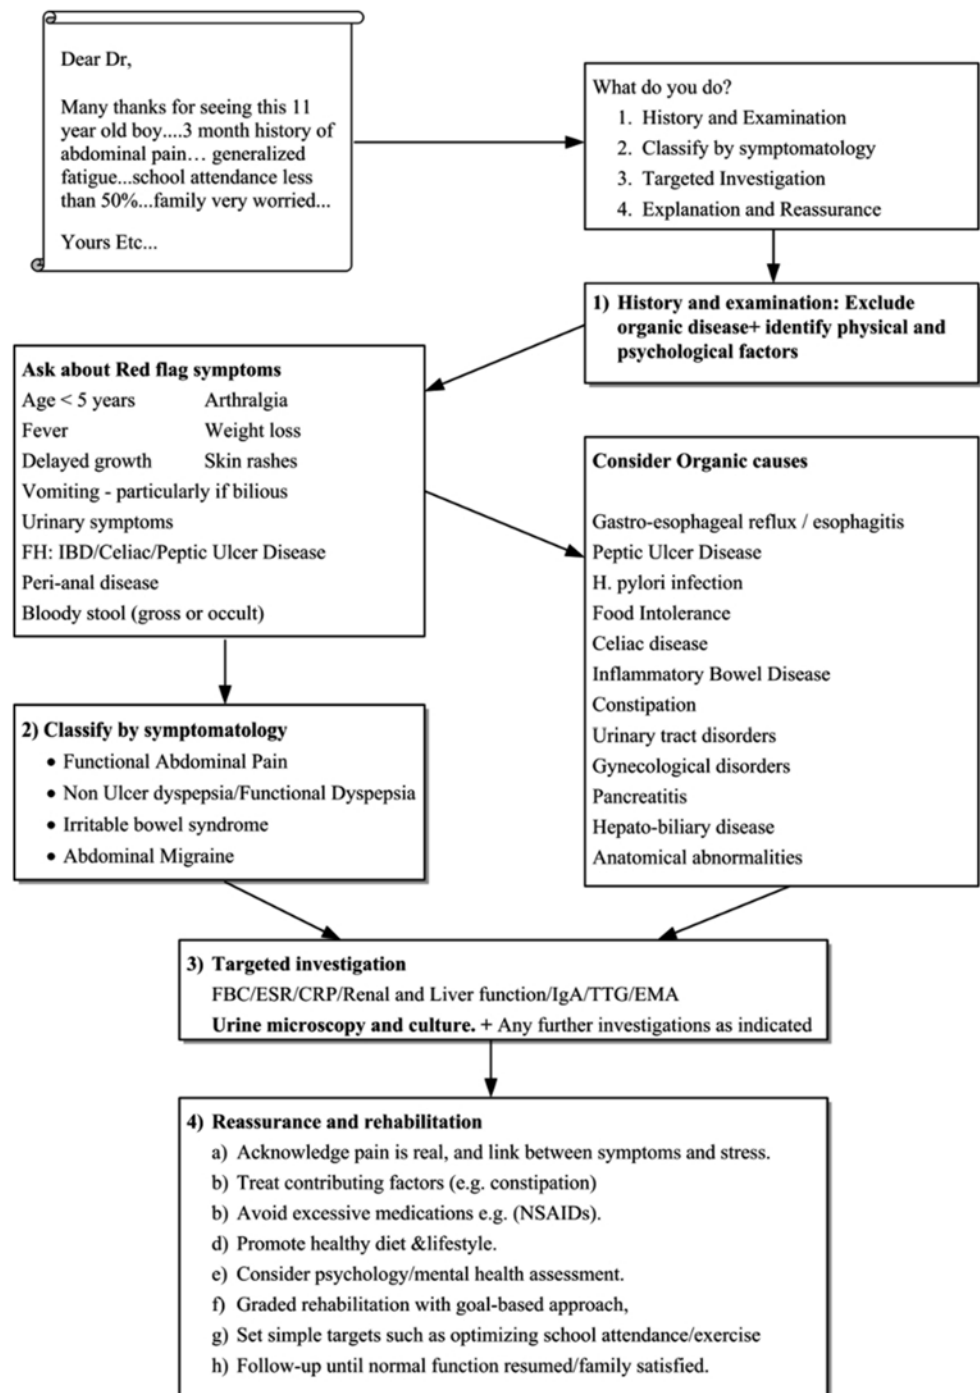 Dear Dr,
Many thanks for seeing this 11
year old boy....3 month history of
abdominal pain... generalized
fatigue...school attendance less
than 50%...family very worried...
Yours Etc...
What do you do?
1. History and Examination
2. Classify by symptomatology
3. Targeted Investigation
4. Explanation and Reassurance
1) History and examination: Exclude
organic disease+ identify physical and
psychological factors
Ask about Red flag symptoms
Age < 5 years Arthralgia
Fever Weight loss
Delayed growth Skin rashes
Vomiting - particularly if bilious
Urinary symptoms
FH: IBD/Celiac/Peptic Ulcer Disease
Peri-anal disease
Bloody stool (gross or occult)
Consider Organic causes
Gastro-esophageal reflux / esophagitis
Peptic Ulcer Disease
H. pylori infection
Food Intolerance
Celiac disease
Inflammatory Bowel Disease
Constipation
Urinary tract disorders
Gynecological disorders
Pancreatitis
Hepato-biliary disease
Anatomical abnormalities
2) Classify by symptomatology
• Functional Abdominal Pain
• Non Ulcer dyspepsia/Functional Dyspepsia
• Irritable bowel syndrome
• Abdominal Migraine
3) Targeted investigation
FBC/ESR/CRP/Renal and Liver function/IgA/TTG/EMA
Urine microscopy and culture. + Any further investigations as indicated
4) Reassurance and rehabilitation
a) Acknowledge pain is real, and link between symptoms and stress.
b) Treat contributing factors (e.g. constipation)
b) Avoid excessive medications e.g. (NSAIDs).
d) Promote healthy diet &lifestyle.
e) Consider psychology/mental health assessment.
f) Graded rehabilitation with goal-based approach,
g) Set simple targets such as optimizing school attendance/exercise
h) Follow-up until normal function resumed/family satisfied.